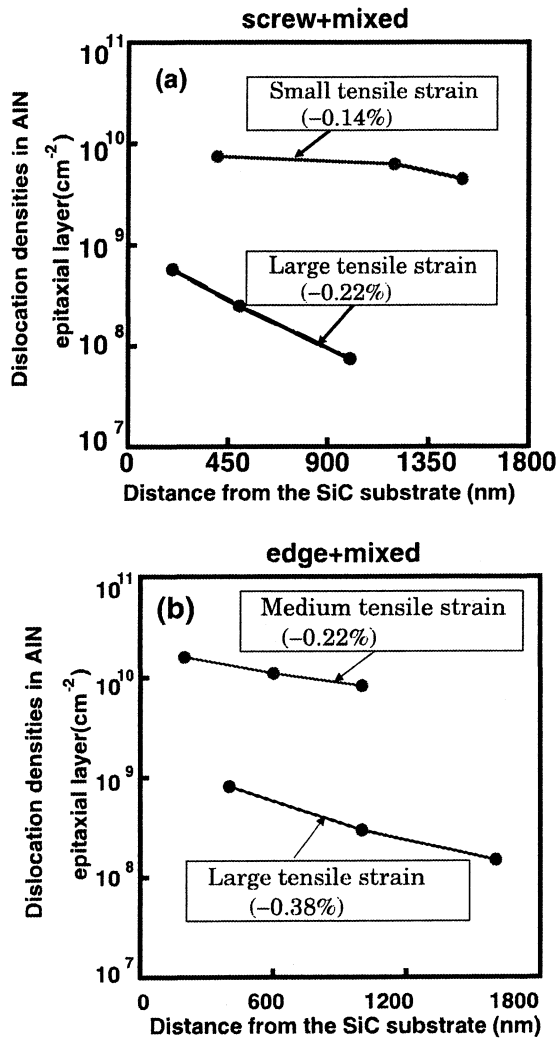 screw+mixed
(a)
Small tensile strain
(−0.14%)
Large tensile strain
(−0.22%)
Dislocation densities in AlN
epitaxial layer(cm⁻²)
10¹¹
10¹⁰
10⁹
10⁸
10⁷
0 450 900 1350 1800
Distance from the SiC substrate (nm)
edge+mixed
(b)
Medium tensile strain
(−0.22%)
Large tensile strain
(−0.38%)
Dislocation densities in AlN
epitaxial layer(cm⁻²)
10¹¹
10¹⁰
10⁹
10⁸
10⁷
0 600 1200 1800
Distance from the SiC substrate (nm)